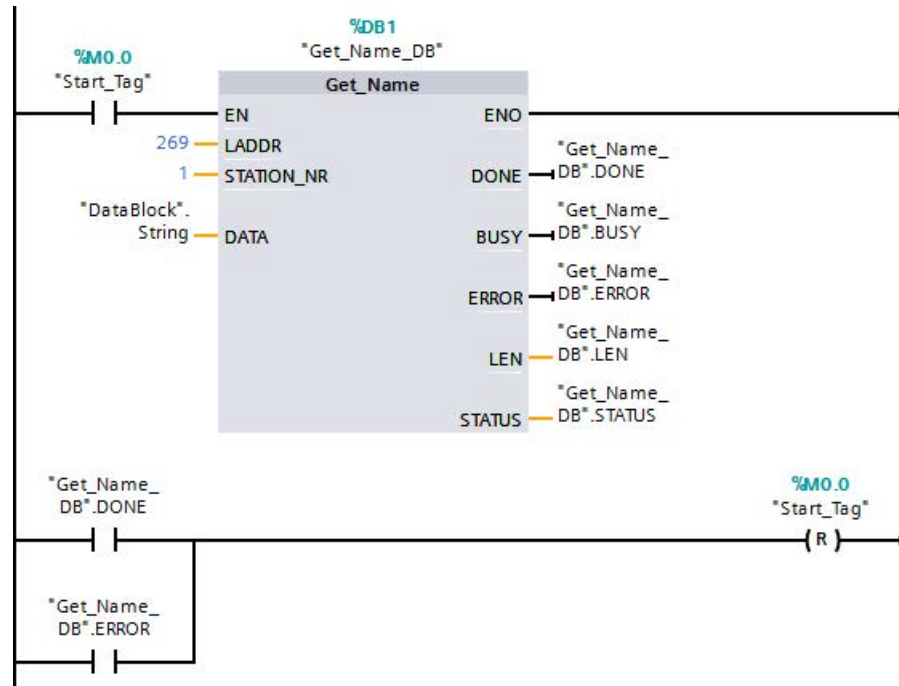 %DB1
"Get_Name_DB"
%M0.0
"Start_Tag"
Get_Name
EN
ENO
269
LADDR
1
STATION_NR
"DataBlock".
String
DATA
DONE
"Get_Name_
DB".DONE
BUSY
"Get_Name_
DB".BUSY
ERROR
"Get_Name_
DB".ERROR
LEN
"Get_Name_
DB".LEN
STATUS
"Get_Name_
DB".STATUS
"Get_Name_
DB".DONE
%M0.0
"Start_Tag"
R
"Get_Name_
DB".ERROR